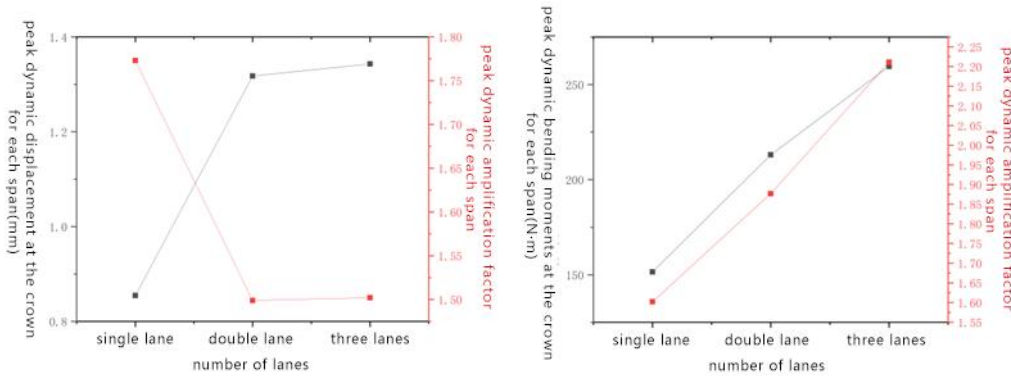 peak dynamic displacement at the crown
for each span(mm)
1.4
1.2
1.0
0.8
single lane
double lane
three lanes
number of lanes
1.80
1.75
1.70
1.65
1.60
1.55
1.50
peak dynamic amplification factor
for each span
peak dynamic bending moments at the crown
for each span(N·m)
250
200
150
single lane
double lane
three lanes
number of lanes
2.25
2.20
2.15
2.10
2.05
2.00
1.95
1.90
1.85
1.80
1.75
1.70
1.65
1.60
1.55
peak dynamic amplification factor
for each span